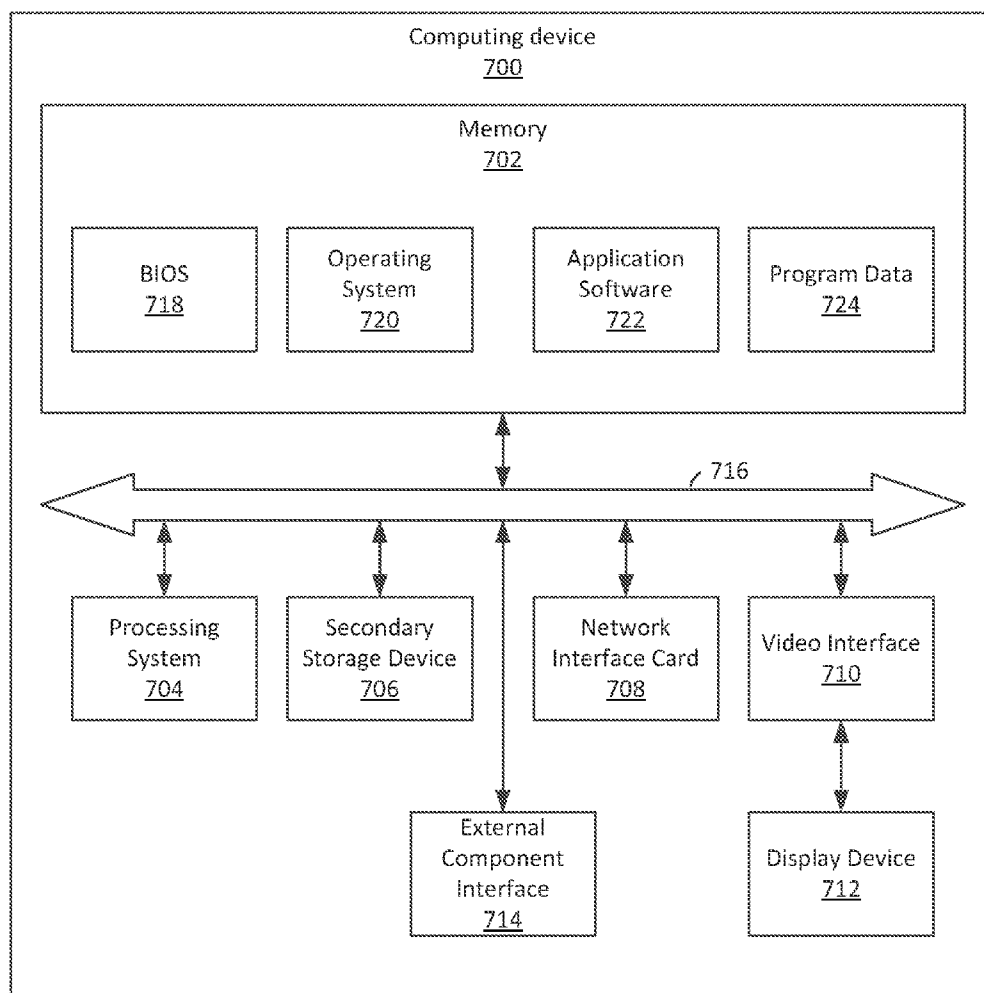 Computing device
700
Memory
702
BIOS
718
Operating
System
720
Application
Software
722
Program Data
724
716
Processing
System
704
Secondary
Storage Device
706
Network
Interface Card
708
Video Interface
710
External
Component
Interface
714
Display Device
712